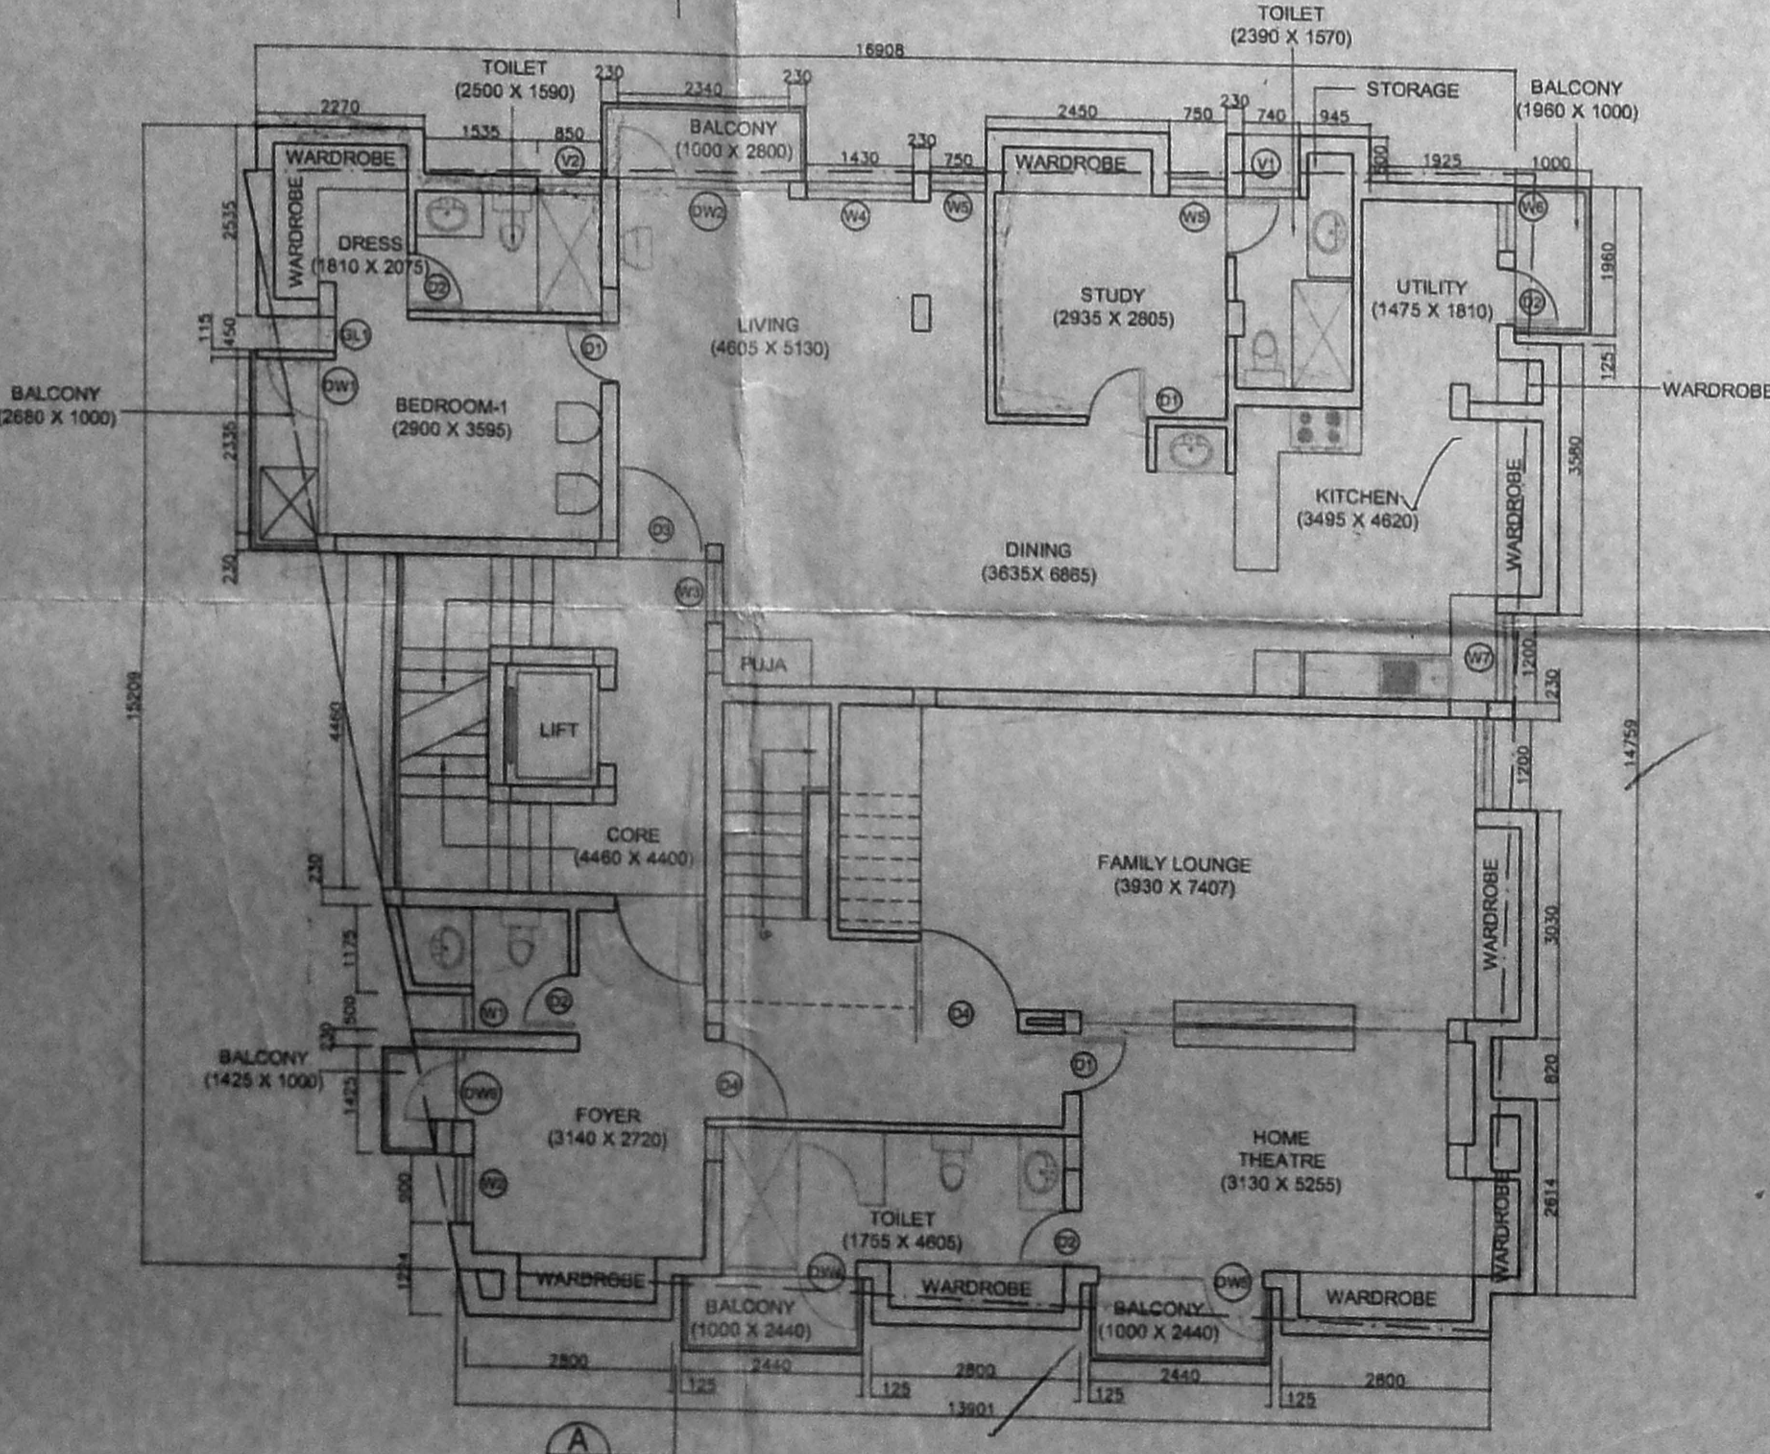 TOILET
(2390 X 1570)
16908
TOILET
(2500 X 1590)
230
2340
230
STORAGE
BALCONY
(1960 X 1000)
2270
1535
850
BALCONY
(1000 X 2800)
V2
230
1430
750
2450
750
230
740
945
1925
1000
WARDROBE
WARDROBE
V1
WARDROBE
DW2
W4
W5
W5
W6
2535
DRESS
(1810 X 2075)
D2
115
450
LIVING
(4605 X 5130)
STUDY
(2935 X 2805)
UTILITY
(1475 X 1810)
D2
1960
125
D1
BALCONY
(2680 X 1000)
DW1
BEDROOM-1
(2900 X 3595)
D1
WARDROBE
2335
3580
KITCHEN
(3495 X 4620)
WARDROBE
D3
230
DINING
(3635X 6865)
W3
PUJA
W7
1200
230
15209
4460
LIFT
14759
1200
CORE
(4460 X 4400)
230
FAMILY LOUNGE
(3930 X 7407)
WARDROBE
3030
1175
500
230
W1
D2
D4
BALCONY
(1425 X 1000)
1425
DW6
D4
D1
820
FOYER
(3140 X 2720)
HOME
THEATRE
(3130 X 5255)
W2
900
2614
WARDROBE
TOILET
(1755 X 4605)
D2
1224
WARDROBE
DW4
WARDROBE
DW5
WARDROBE
BALCONY
(1000 X 2440)
BALCONY
(1000 X 2440)
2800
125
2440
125
2800
125
2440
125
2800
13901
A